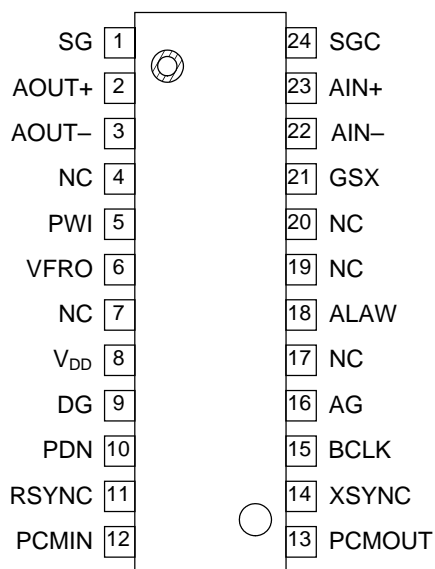 SG 1 24 SGC
AOUT+ 2 23 AIN+
AOUT– 3 22 AIN–
NC 4 21 GSX
PWI 5 20 NC
VFRO 6 19 NC
NC 7 18 ALAW
VDD 8 17 NC
DG 9 16 AG
PDN 10 15 BCLK
RSYNC 11 14 XSYNC
PCMIN 12 13 PCMOUT